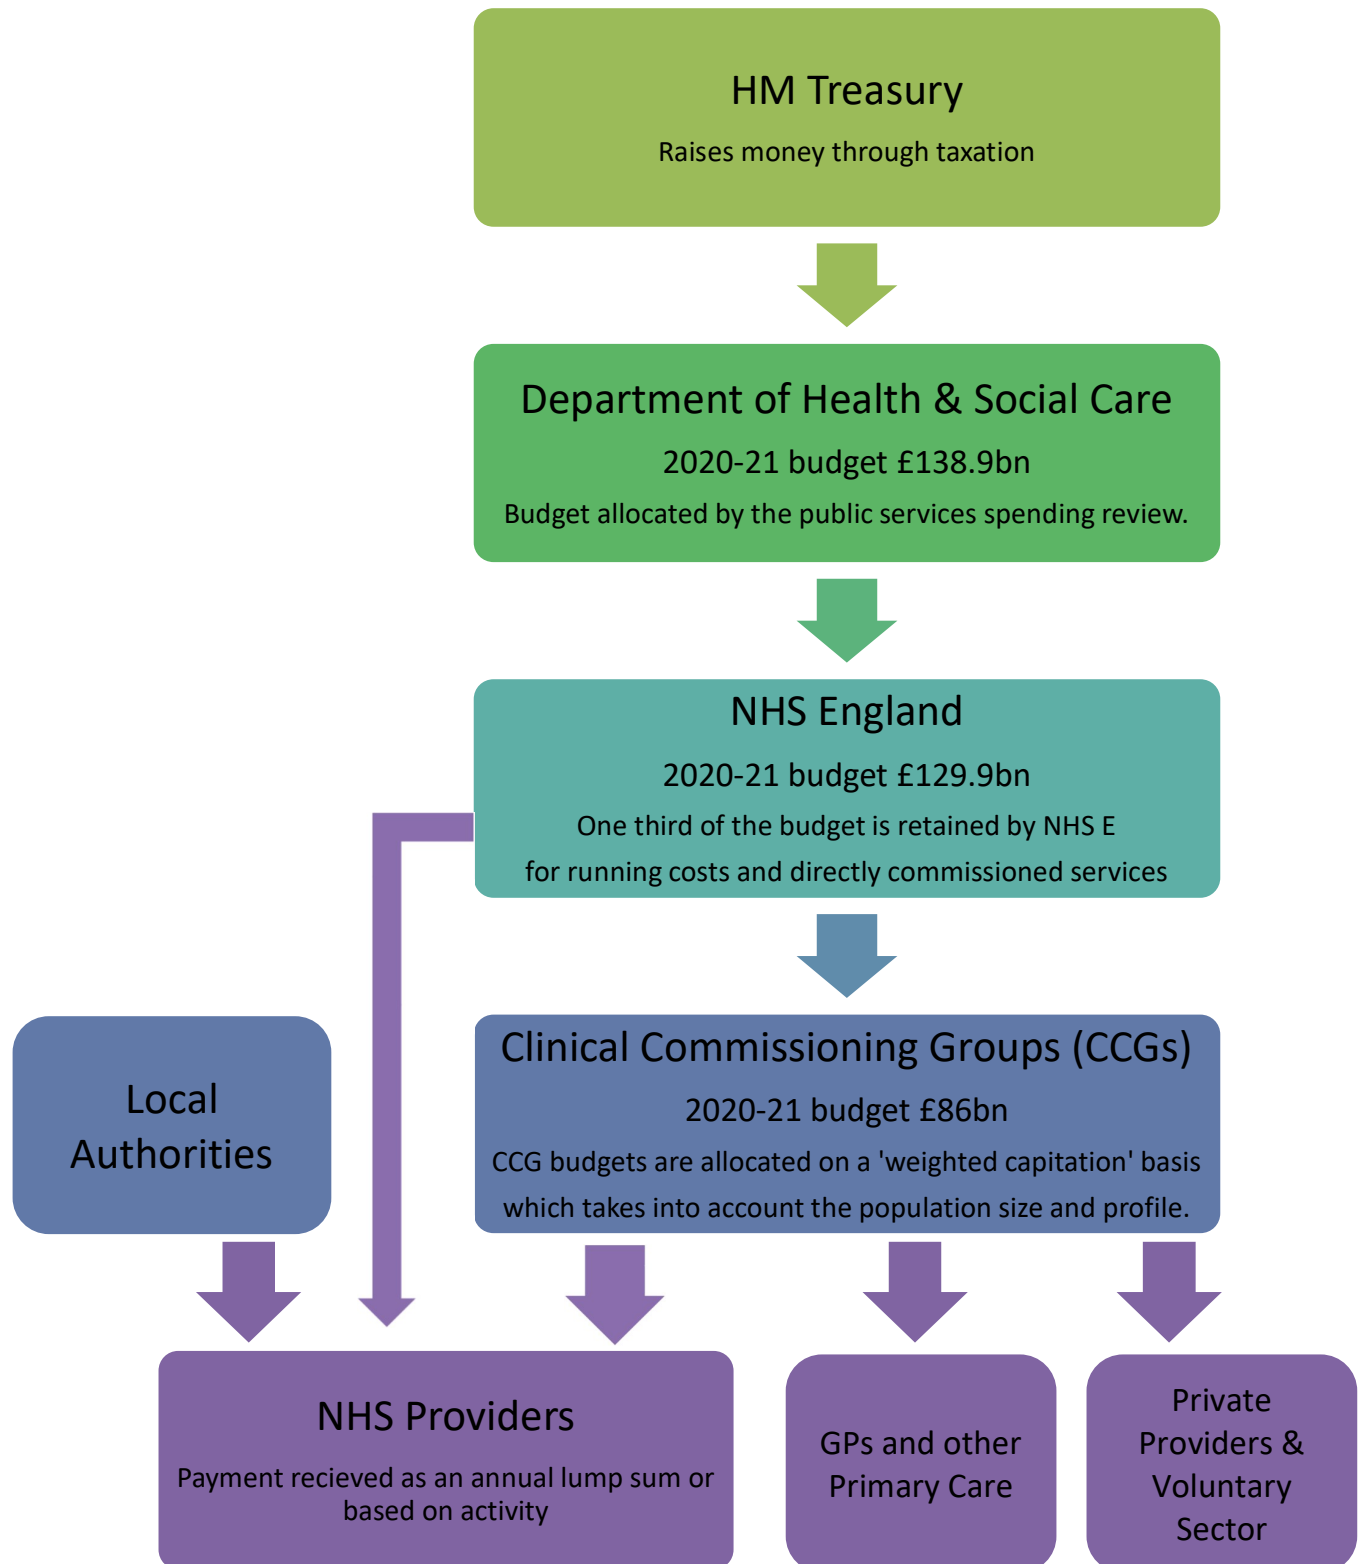 HM Treasury
Raises money through taxation
Department of Health & Social Care
2020-21 budget £138.9bn
Budget allocated by the public services spending review.
NHS England
2020-21 budget £129.9bn
One third of the budget is retained by NHS E
for running costs and directly commissioned services
Local
Authorities
Clinical Commissioning Groups (CCGs)
2020-21 budget £86bn
CCG budgets are allocated on a 'weighted capitation' basis
which takes into account the population size and profile.
NHS Providers
Payment recieved as an annual lump sum or
based on activity
GPs and other
Primary Care
Private
Providers &
Voluntary
Sector